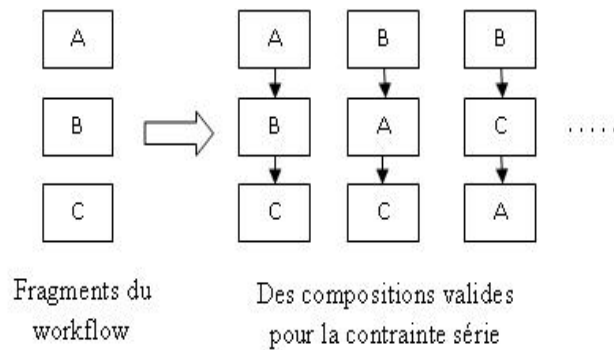 A A B B
B B A C .....
C C C A
Fragments du
workflow
Des compositions valides
pour la contrainte série